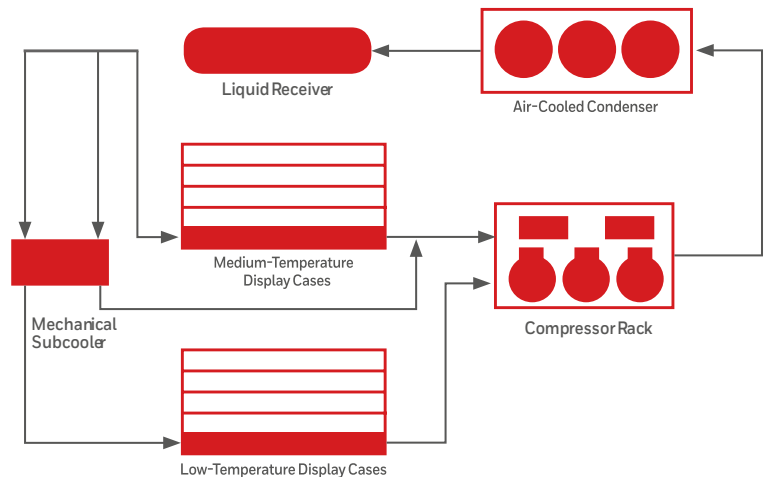 Liquid Receiver
Air-Cooled Condenser
Medium-Temperature
Display Cases
Mechanical
Subcooler
Compressor Rack
Low-Temperature Display Cases